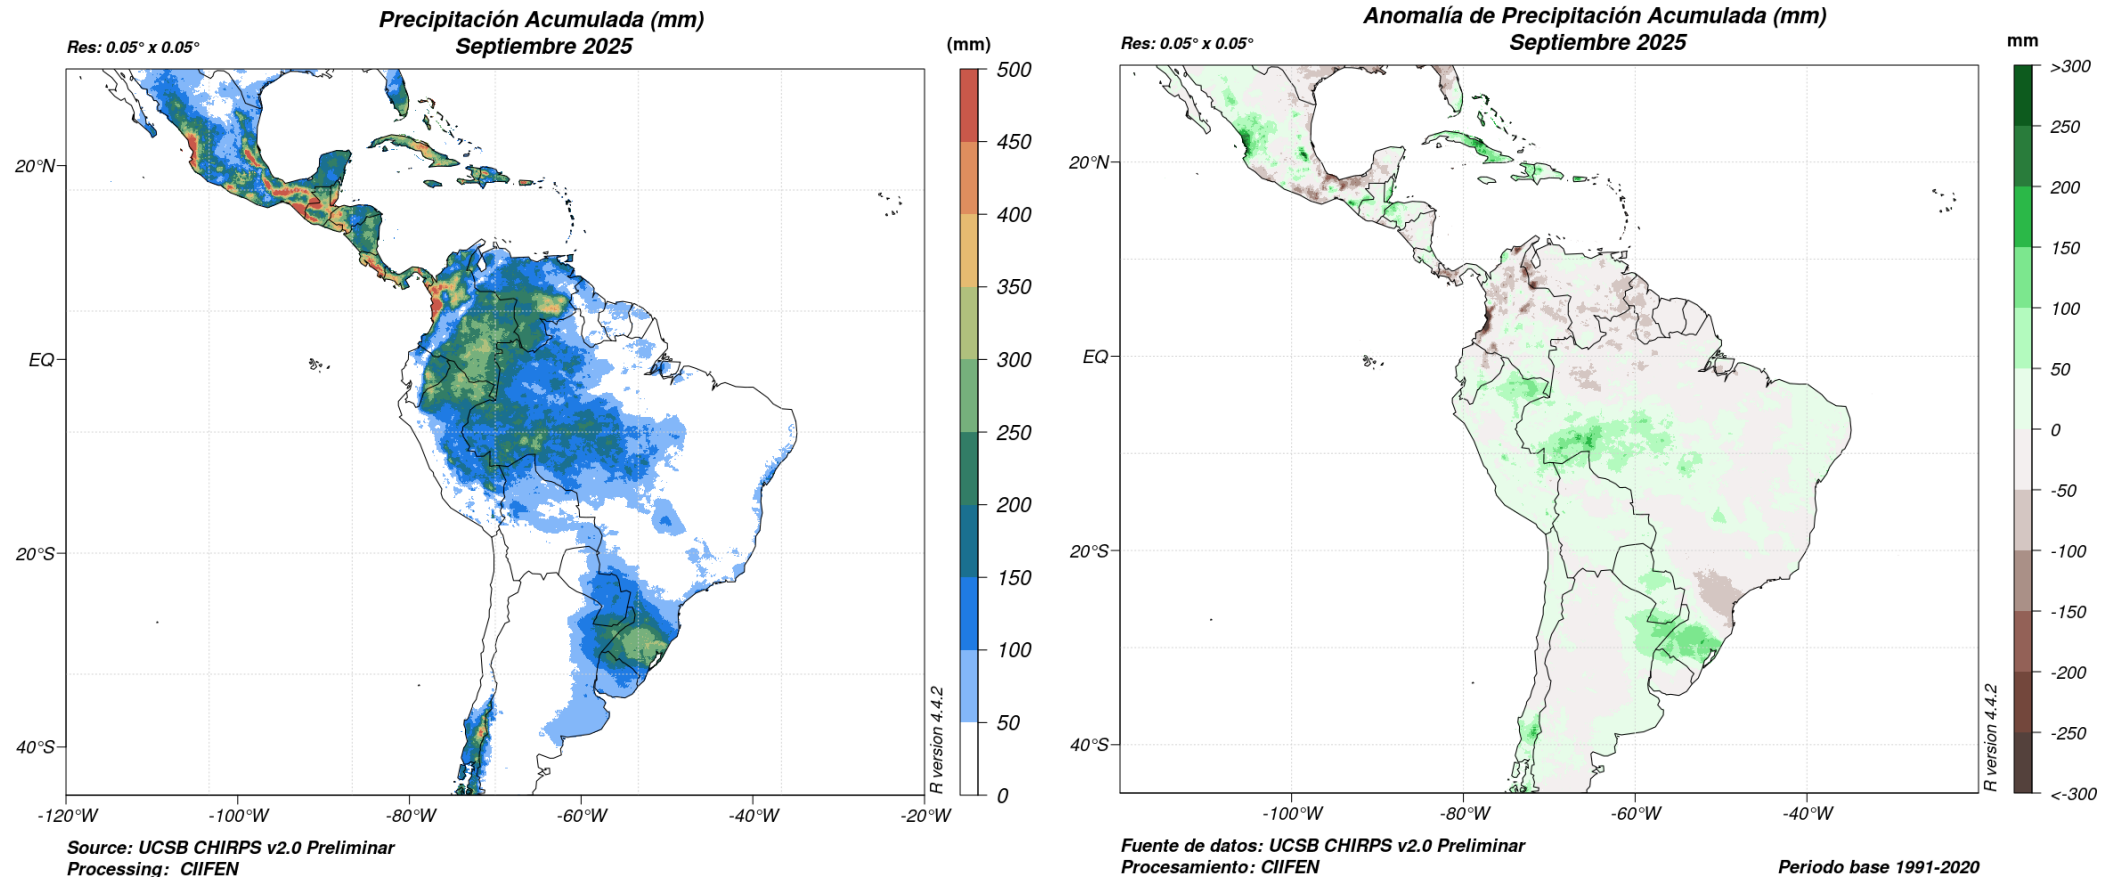 Precipitación Acumulada (mm)
Septiembre 2025
Res: 0.05° x 0.05°
(mm)
500
450
400
350
300
250
200
150
100
50
0
20°N
EQ
20°S
40°S
-120°W
-100°W
-80°W
-60°W
-40°W
-20°W
R version 4.4.2
Source: UCSB CHIRPS v2.0 Preliminar
Processing: CIIFEN
Anomalía de Precipitación Acumulada (mm)
Septiembre 2025
Res: 0.05° x 0.05°
mm
>300
250
200
150
100
50
0
-50
-100
-150
-200
-250
<-300
20°N
EQ
20°S
40°S
-100°W
-80°W
-60°W
-40°W
R version 4.4.2
Fuente de datos: UCSB CHIRPS v2.0 Preliminar
Procesamiento: CIIFEN
Periodo base 1991-2020